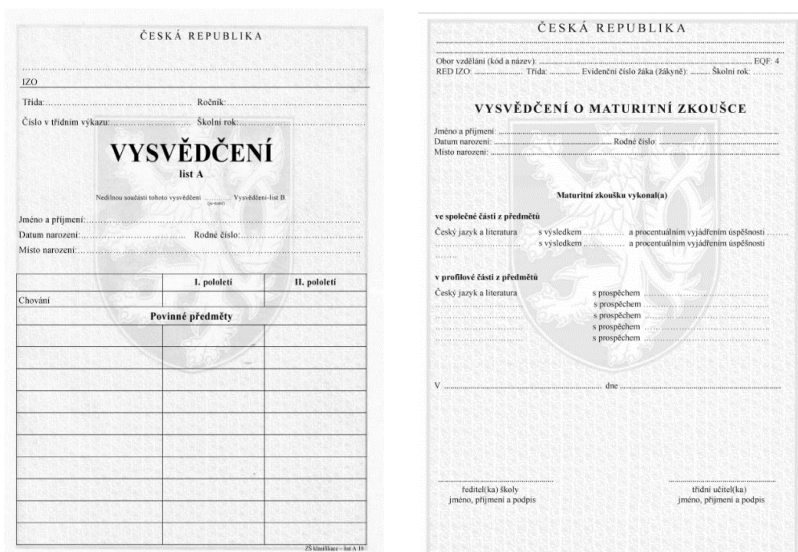 ČESKÁ REPUBLIKA
IZO
Třída: Ročník:
Číslo v třídním výkazu: Školní rok:
VYSVĚDČENÍ
list A
Nedílnou součástí tohoto vysvědčení Vysvědčení-list B
Jméno a příjmení:
Datum narození: Rodné číslo:
Místo narození:
I. pololetí II. pololetí
Chování
Povinné předměty
ČESKÁ REPUBLIKA
Obor vzdělání (kód a název): EQF: 4
RED IZO: Třída: Evidenční číslo žáka (žákyně): Školní rok:
VYSVĚDČENÍ O MATURITNÍ ZKOUŠCE
Jméno a příjmení:
Datum narození: Rodné číslo:
Místo narození:
Maturitní zkoušku vykonal(a)
ve společné části z předmětů
Český jazyk a literatura s výsledkem a procentuálním vyjádřením úspěšnosti
s výsledkem a procentuálním vyjádřením úspěšnosti
v profilové části z předmětů
Český jazyk a literatura s prospěchem
s prospěchem
s prospěchem
s prospěchem
s prospěchem
V dne
ředitel(ka) školy třídní učitel(ka)
jméno, příjmení a podpis jméno, příjmení a podpis